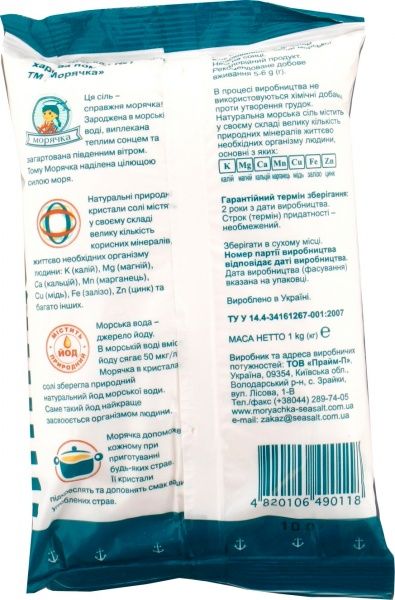 ТМ "Морячка"
МОРЯЧКА
Ця сіль –
справжня морячка!
Зароджена в морській
воді, виплекана
теплим сонцем та
загартована південним вітром.
Тому Морячка наділена цілющою
силою моря.
Натуральні природні
кристали солі містять
у своєму складі
велику кількість
корисних мінералів,
життєво необхідних організму
людини: K (калій), Mg (магній),
Ca (кальцій), Mn (марганець),
Cu (мідь), Fe (залізо), Zn (цинк) та
багато інших.
МІСТИТЬ
ЙОД
ПРИРОДНИЙ
Морська вода –
джерело йоду.
В морській воді вміст
йоду сягає 50 мкг/л
Морячка в кристалах
солі зберегла природний
натуральний йод морської води.
Саме такий йод найкраще
засвоюється організмом людини.
Морячка допоможе
кожному при
приготуванні
будь-яких страв.
Її кристали
підкреслять та доповнять смак ваших
улюблених страв.
продукт.
Рекомендоване добове
вживання 5-6 g (г).
В процесі виробництва не
використовуються хімічні добавки
проти утворення грудок.
Натуральна морська сіль містить
у своєму складі велику кількість
природних мінералів життєво
необхідних організму людини,
основні з яких:
K Mg Ca Mn Cu Fe Zn
калій магній кальцій марганець мідь залізо цинк
Гарантійний термін зберігання:
2 роки з дати виробництва.
Строк (термін) придатності -
необмежений.
Зберігати в сухому місці.
Номер партії виробництва
відповідає даті виробництва.
Дата виробництва (фасування)
вказана на упаковці.
Вироблено в Україні.
ТУ У 14.4-34161267-001:2007
МАСА НЕТТО 1 kg (кг) ℮
Виробник та адреса виробничих
потужностей: ТОВ «Прайм-П»,
Україна, 09354, Київська обл.,
Володарський р-н, с. Зрайки,
вул. Лісова, 1-В
Тел./факс (+38044) 289-74-05
www.moryachka-seasalt.com.ua
e-mail: zakaz@seasalt.com.ua
4 820106 490118